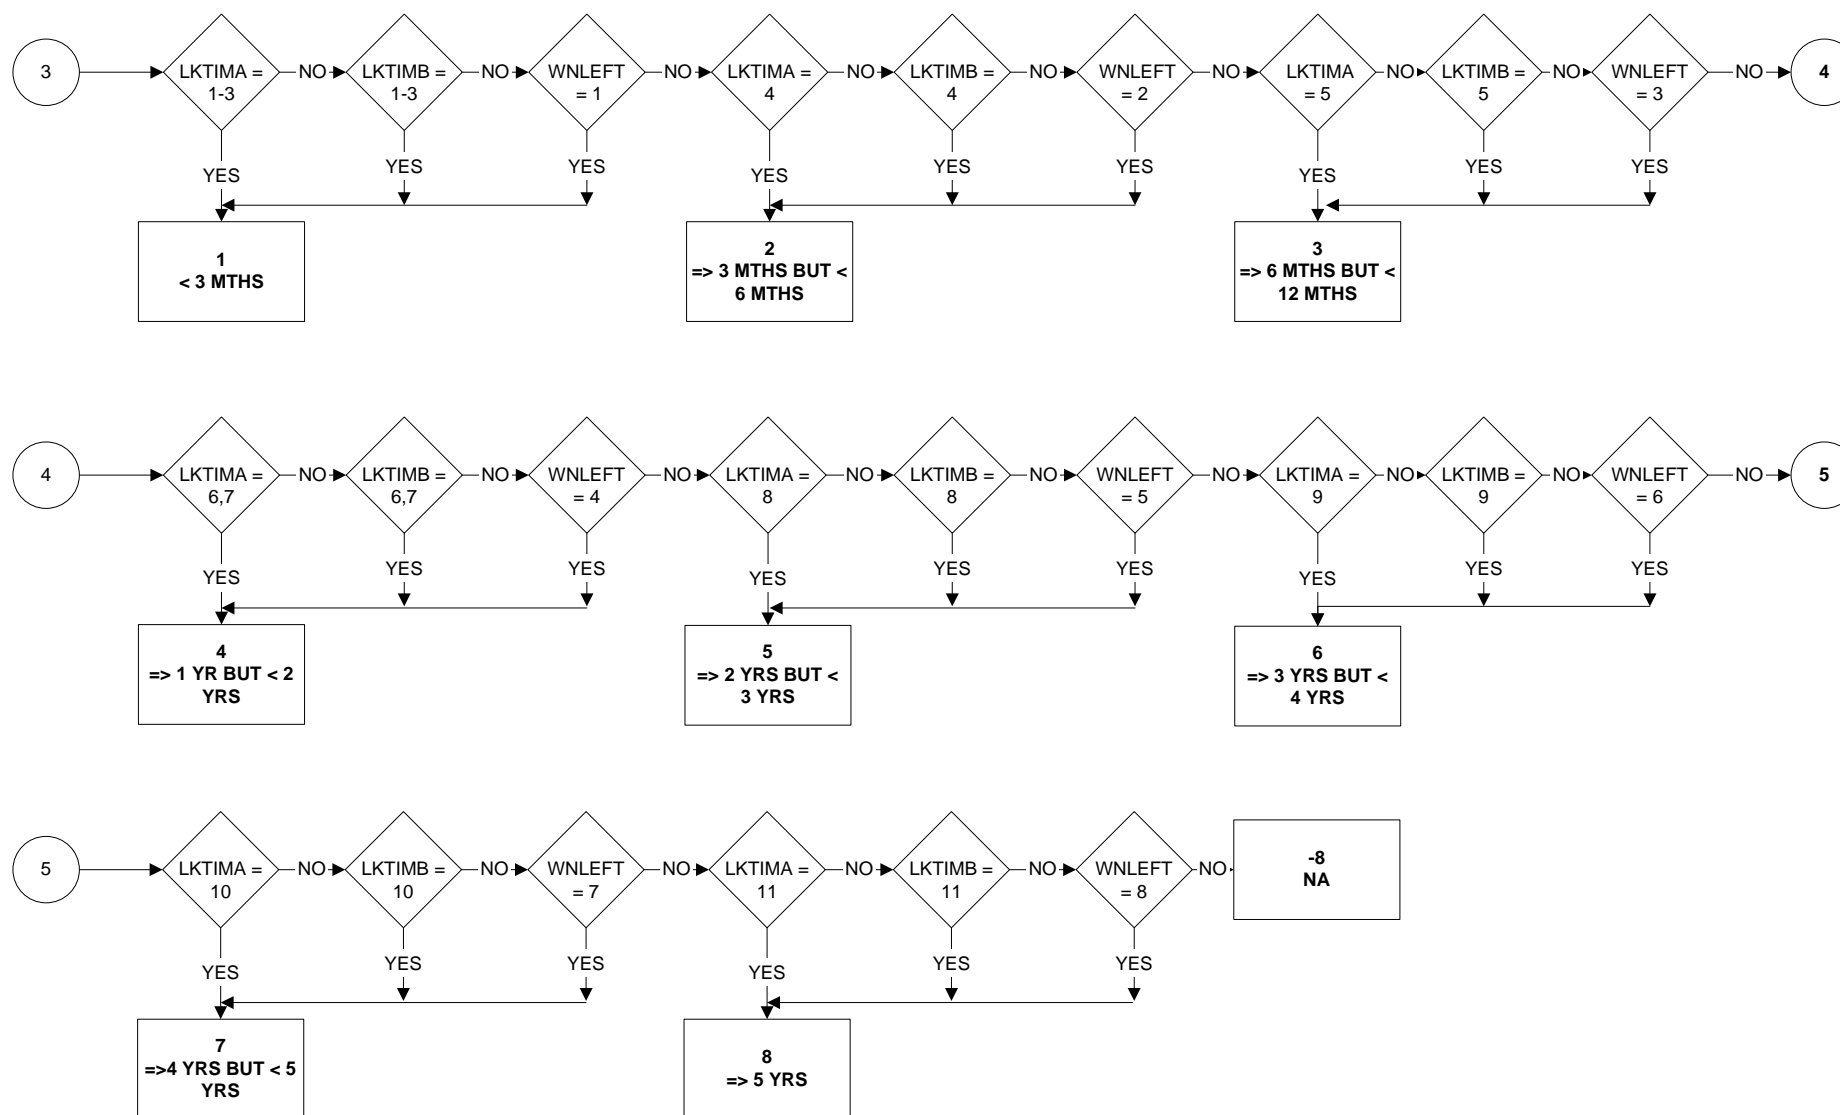 3
LKTIMA =
1-3
NO
LKTIMB =
1-3
NO
WNLEFT
= 1
NO
LKTIMA =
4
NO
LKTIMB =
4
NO
WNLEFT
= 2
NO
LKTIMA
= 5
NO
LKTIMB =
5
NO
WNLEFT
= 3
NO
4
YES
YES
YES
YES
YES
YES
YES
YES
YES
1
< 3 MTHS
2
=> 3 MTHS BUT <
6 MTHS
3
=> 6 MTHS BUT <
12 MTHS
4
LKTIMA =
6,7
NO
LKTIMB =
6,7
NO
WNLEFT
= 4
NO
LKTIMA =
8
NO
LKTIMB =
8
NO
WNLEFT
= 5
NO
LKTIMA =
9
NO
LKTIMB =
9
NO
WNLEFT
= 6
NO
5
YES
YES
YES
YES
YES
YES
YES
YES
YES
4
=> 1 YR BUT < 2
YRS
5
=> 2 YRS BUT <
3 YRS
6
=> 3 YRS BUT <
4 YRS
5
LKTIMA =
10
NO
LKTIMB =
10
NO
WNLEFT
= 7
NO
LKTIMA =
11
NO
LKTIMB =
11
NO
WNLEFT
= 8
NO
-8
NA
YES
YES
YES
YES
YES
YES
7
=>4 YRS BUT < 5
YRS
8
=> 5 YRS